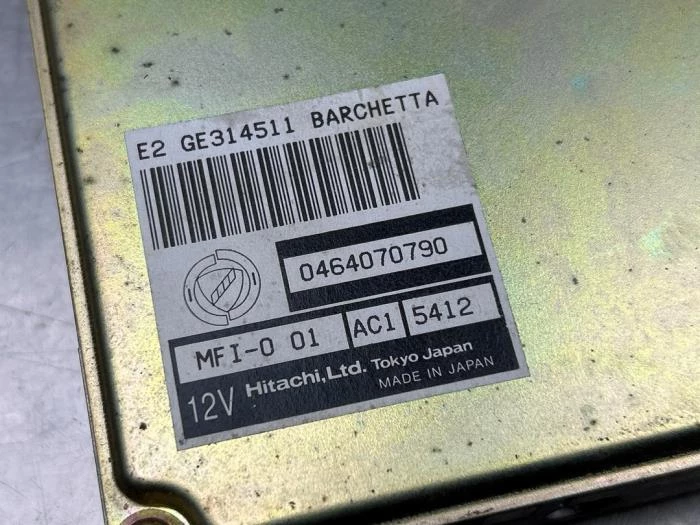 E2 GE314511 BARCHETTA
0464070790
MFI-0 01 AC1 5412
12V Hitachi, Ltd. Tokyo Japan
MADE IN JAPAN